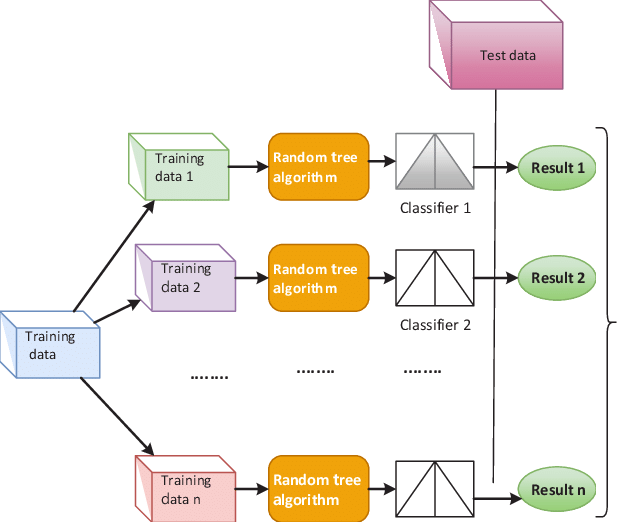 Test data
Training
data 1
Random tree
algorithm
Result 1
Classifier 1
Training
data 2
Random tree
algorithm
Result 2
Classifier 2
Training
data
........ ........ ........
Training
data n
Random tree
algorithm
Result n